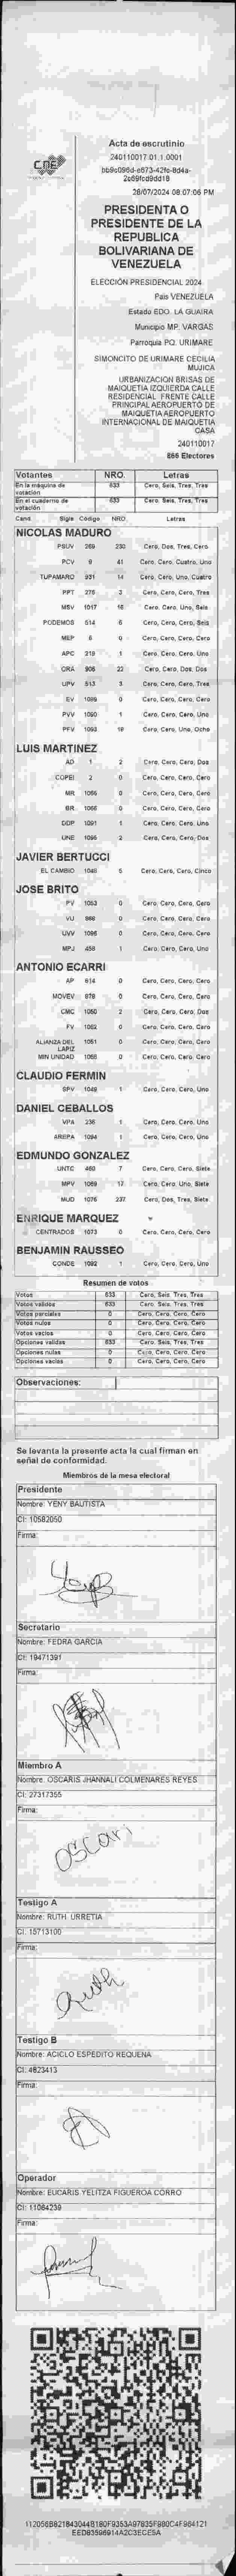 CNE
Acta de escrutinio
240110017.01.1.0001
28/07/2024 08:07:06 PM
PRESIDENTA O
PRESIDENTE DE LA
REPUBLICA
BOLIVARIANA DE
VENEZUELA
ELECCIÓN PRESIDENCIAL 2024
País VENEZUELA
Estado EDO. LA GUAIRA
Municipio MP. VARGAS
Parroquia PQ. URIMARE
SIMONCITO DE URIMARE CECILIA
MUJICA
URBANIZACION BRISAS DE
MAIQUETIA IZQUIERDA CALLE
RESIDENCIAL FRENTE CALLE
PRINCIPAL AEROPUERTO DE
MAIQUETIA AEROPUERTO
INTERNACIONAL DE MAIQUETIA
CASA
240110017
866 Electores
Votantes NRO. Letras
En la máquina de votación 633 Cero, Seis, Tres, Tres
En el cuaderno de votación 633 Cero, Seis, Tres, Tres
Cand. Sigla Código NRO. Letras
NICOLAS MADURO
PSUV 269 230 Cero, Dos, Tres, Cero
PCV 9 41 Cero, Cero, Cuatro, Uno
TUPAMARO 931 14 Cero, Cero, Uno, Cuatro
PPT 275 3 Cero, Cero, Cero, Tres
MSV 1017 16 Cero, Cero, Uno, Seis
PODEMOS 514 6 Cero, Cero, Cero, Seis
MEP 6 0 Cero, Cero, Cero, Cero
APC 219 1 Cero, Cero, Cero, Uno
ORA 906 22 Cero, Cero, Dos, Dos
UPV 513 3 Cero, Cero, Cero, Tres
EV 1089 0 Cero, Cero, Cero, Cero
PVV 1090 1 Cero, Cero, Cero, Uno
PFV 1093 18 Cero, Cero, Uno, Ocho
LUIS MARTINEZ
AD 1 2 Cero, Cero, Cero, Dos
COPEI 2 0 Cero, Cero, Cero, Cero
MR 1056 0 Cero, Cero, Cero, Cero
BR 1066 0 Cero, Cero, Cero, Cero
DDP 1091 1 Cero, Cero, Cero, Uno
UNE 1095 2 Cero, Cero, Cero, Dos
JAVIER BERTUCCI
EL CAMBIO 1048 5 Cero, Cero, Cero, Cinco
JOSE BRITO
PV 1053 0 Cero, Cero, Cero, Cero
VU 988 0 Cero, Cero, Cero, Cero
UVV 1096 0 Cero, Cero, Cero, Cero
MPJ 458 1 Cero, Cero, Cero, Uno
ANTONIO ECARRI
AP 614 0 Cero, Cero, Cero, Cero
MOVEV 978 0 Cero, Cero, Cero, Cero
CMC 1050 2 Cero, Cero, Cero, Dos
FV 1002 0 Cero, Cero, Cero, Cero
ALIANZA DEL LAPIZ 1051 0 Cero, Cero, Cero, Cero
MIN UNIDAD 1058 0 Cero, Cero, Cero, Cero
CLAUDIO FERMIN
SPV 1049 1 Cero, Cero, Cero, Uno
DANIEL CEBALLOS
VPA 236 1 Cero, Cero, Cero, Uno
AREPA 1094 1 Cero, Cero, Cero, Uno
EDMUNDO GONZALEZ
UNTC 460 7 Cero, Cero, Cero, Siete
MPV 1069 17 Cero, Cero, Uno, Siete
MUD 1076 237 Cero, Dos, Tres, Siete
ENRIQUE MARQUEZ
CENTRADOS 1073 0 Cero, Cero, Cero, Cero
BENJAMIN RAUSSEO
CONDE 1092 1 Cero, Cero, Cero, Uno
Resumen de votos
Votos 633 Cero, Seis, Tres, Tres
Votos válidos 633 Cero, Seis, Tres, Tres
Votos parciales 0 Cero, Cero, Cero, Cero
Votos nulos 0 Cero, Cero, Cero, Cero
Votos vacíos 0 Cero, Cero, Cero, Cero
Opciones válidas 633 Cero, Seis, Tres, Tres
Opciones nulas 0 Cero, Cero, Cero, Cero
Opciones vacías 0 Cero, Cero, Cero, Cero
Observaciones:
Se levanta la presente acta la cual firman en
señal de conformidad.
Miembros de la mesa electoral
Presidente
Nombre: YENY BAUTISTA
CI: 10582050
Firma:
Secretario
Nombre: FEDRA GARCIA
CI: 19471391
Firma:
Miembro A
Nombre: OSCARIS JHANNALI COLMENARES REYES
CI: 27317355
Firma:
Oscari
Testigo A
Nombre: RUTH URRETIA
CI: 15713100
Firma:
Ruth
Testigo B
Nombre: ACICLO ESPEDITO REQUENA
CI: 4823413
Firma:
Operador
Nombre: EUCARIS YELITZA FIGUEROA CORRO
CI: 11064239
Firma: